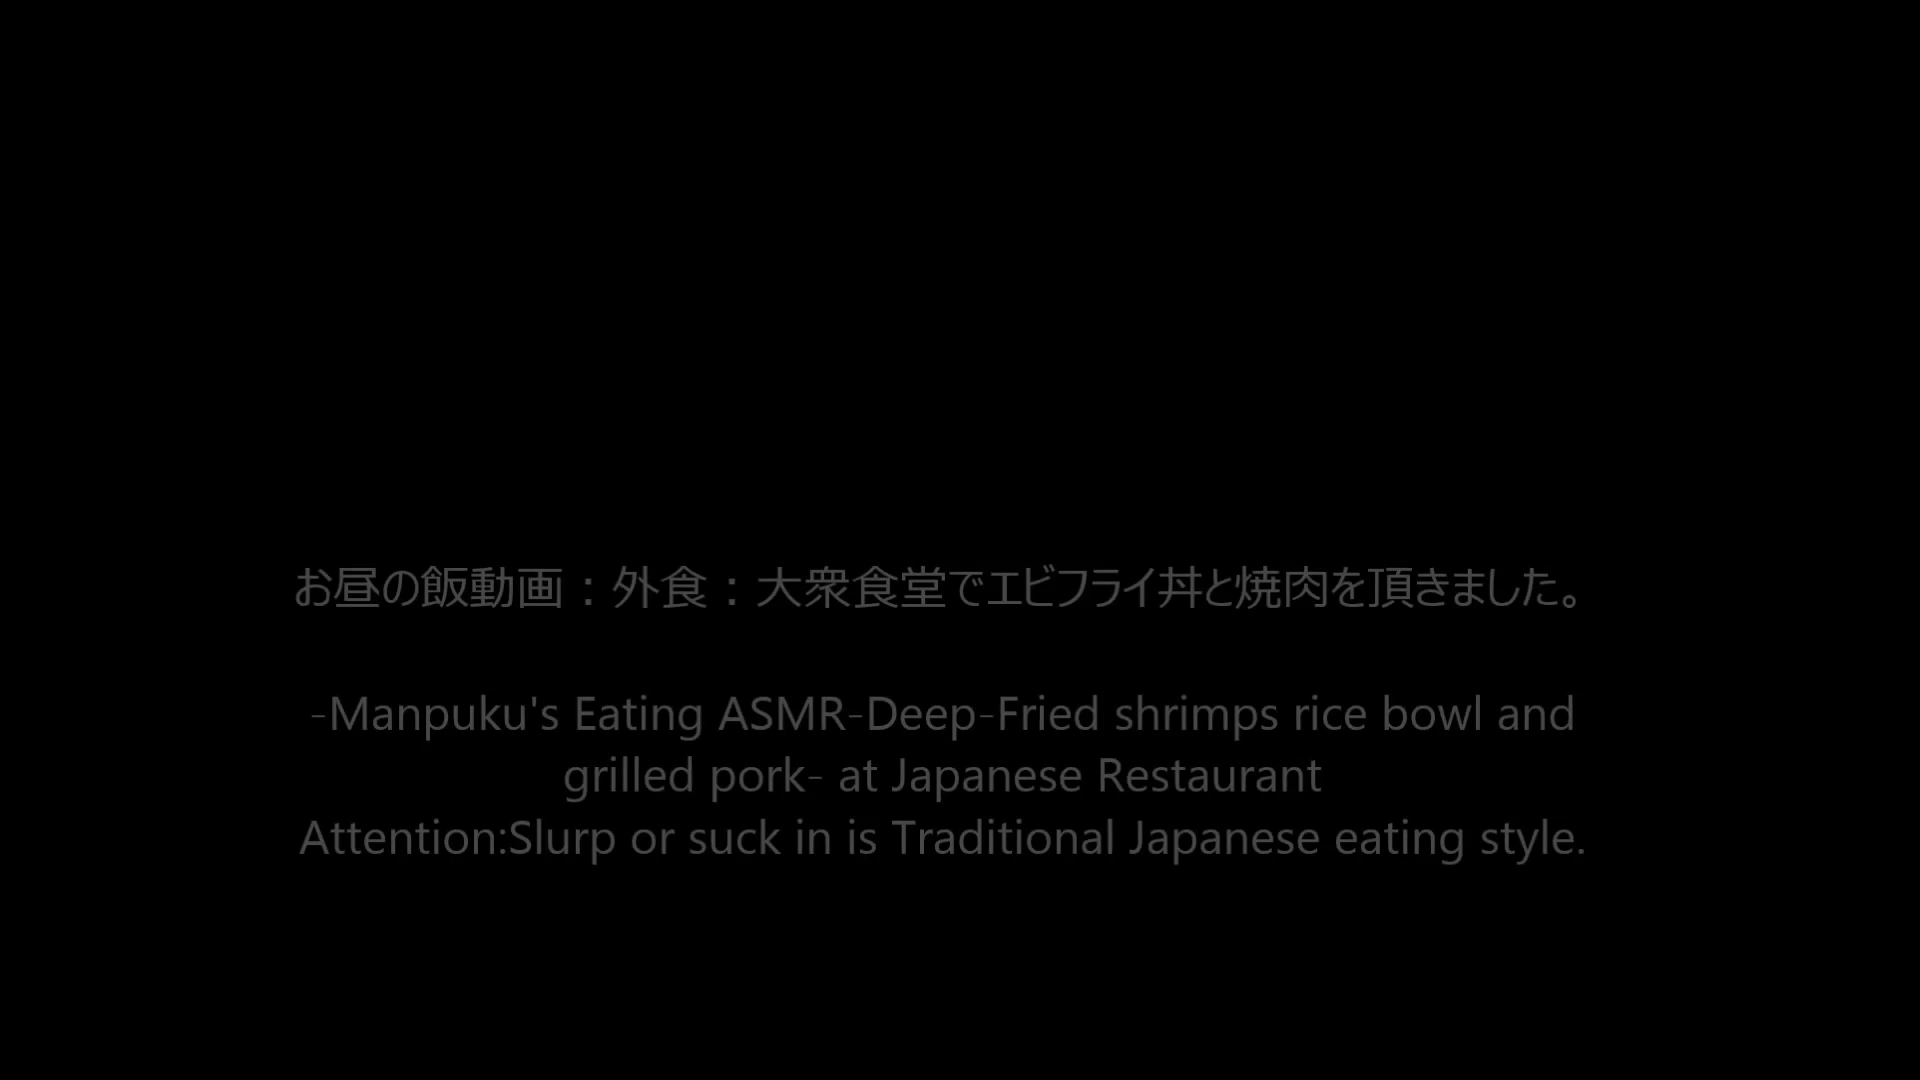 お昼の飯動画：外食：大衆食堂でエビフライ丼と焼肉を頂きました。
-Manpuku's Eating ASMR-Deep-Fried shrimps rice bowl and
grilled pork- at Japanese Restaurant
Attention:Slurp or suck in is Traditional Japanese eating style.